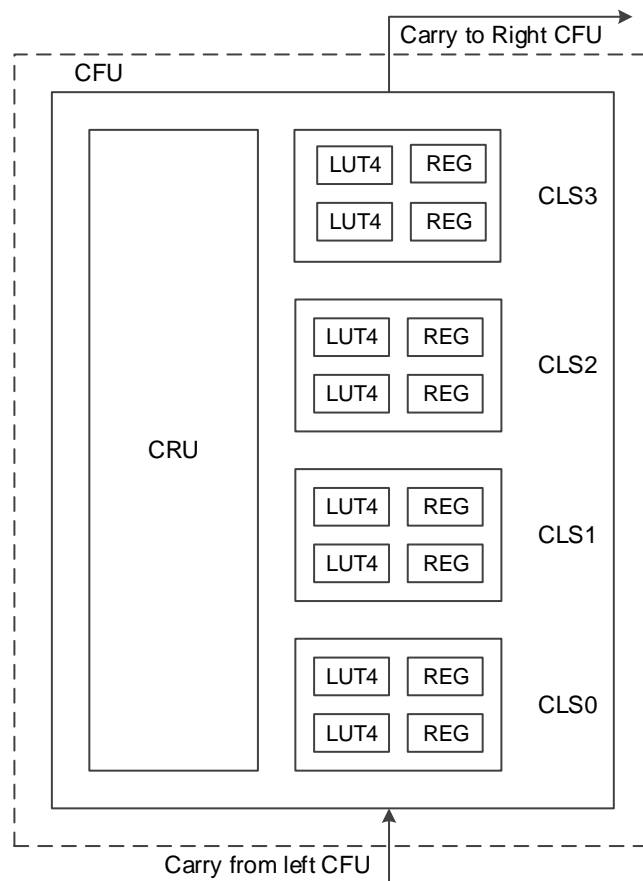 Carry to Right CFU
CFU
LUT4 REG
LUT4 REG
CLS3
LUT4 REG
LUT4 REG
CLS2
CRU
LUT4 REG
LUT4 REG
CLS1
LUT4 REG
LUT4 REG
CLS0
Carry from left CFU